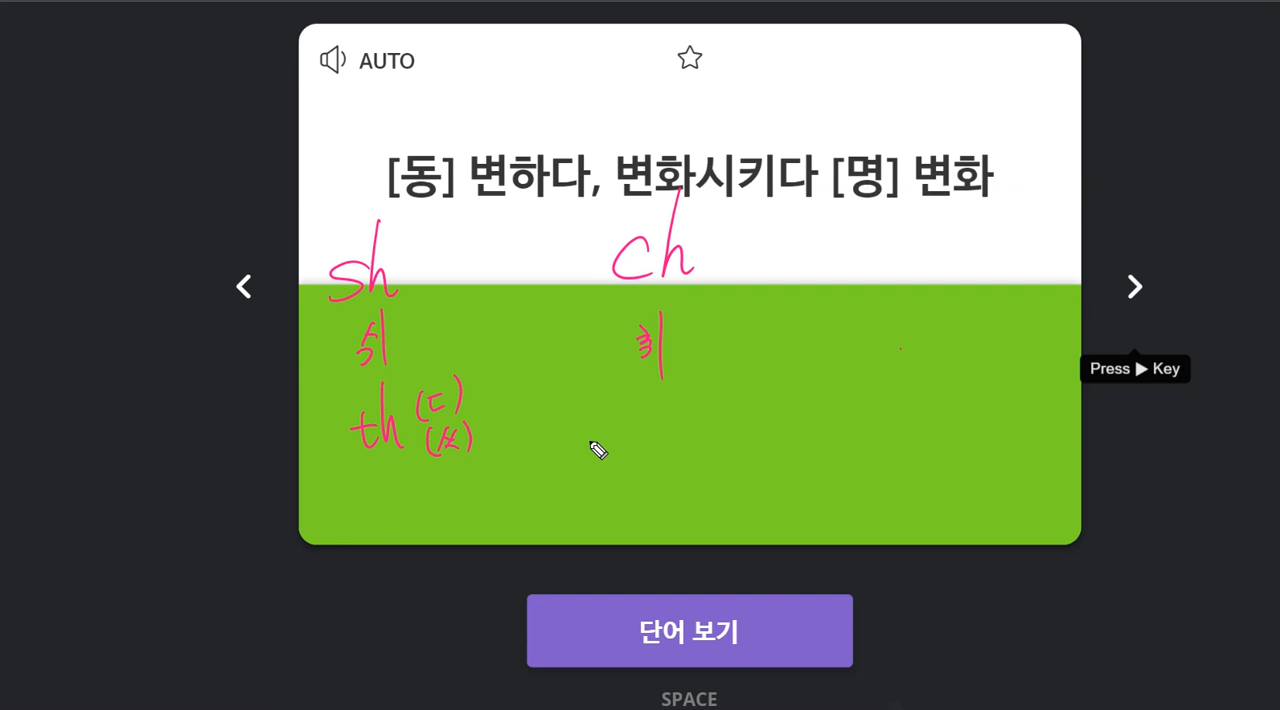 AUTO
[동] 변하다, 변화시키다 [명] 변화
sh
ch
쉬
취
th (ㄷ)
(ㅆ)
Press ▶ Key
단어 보기
SPACE